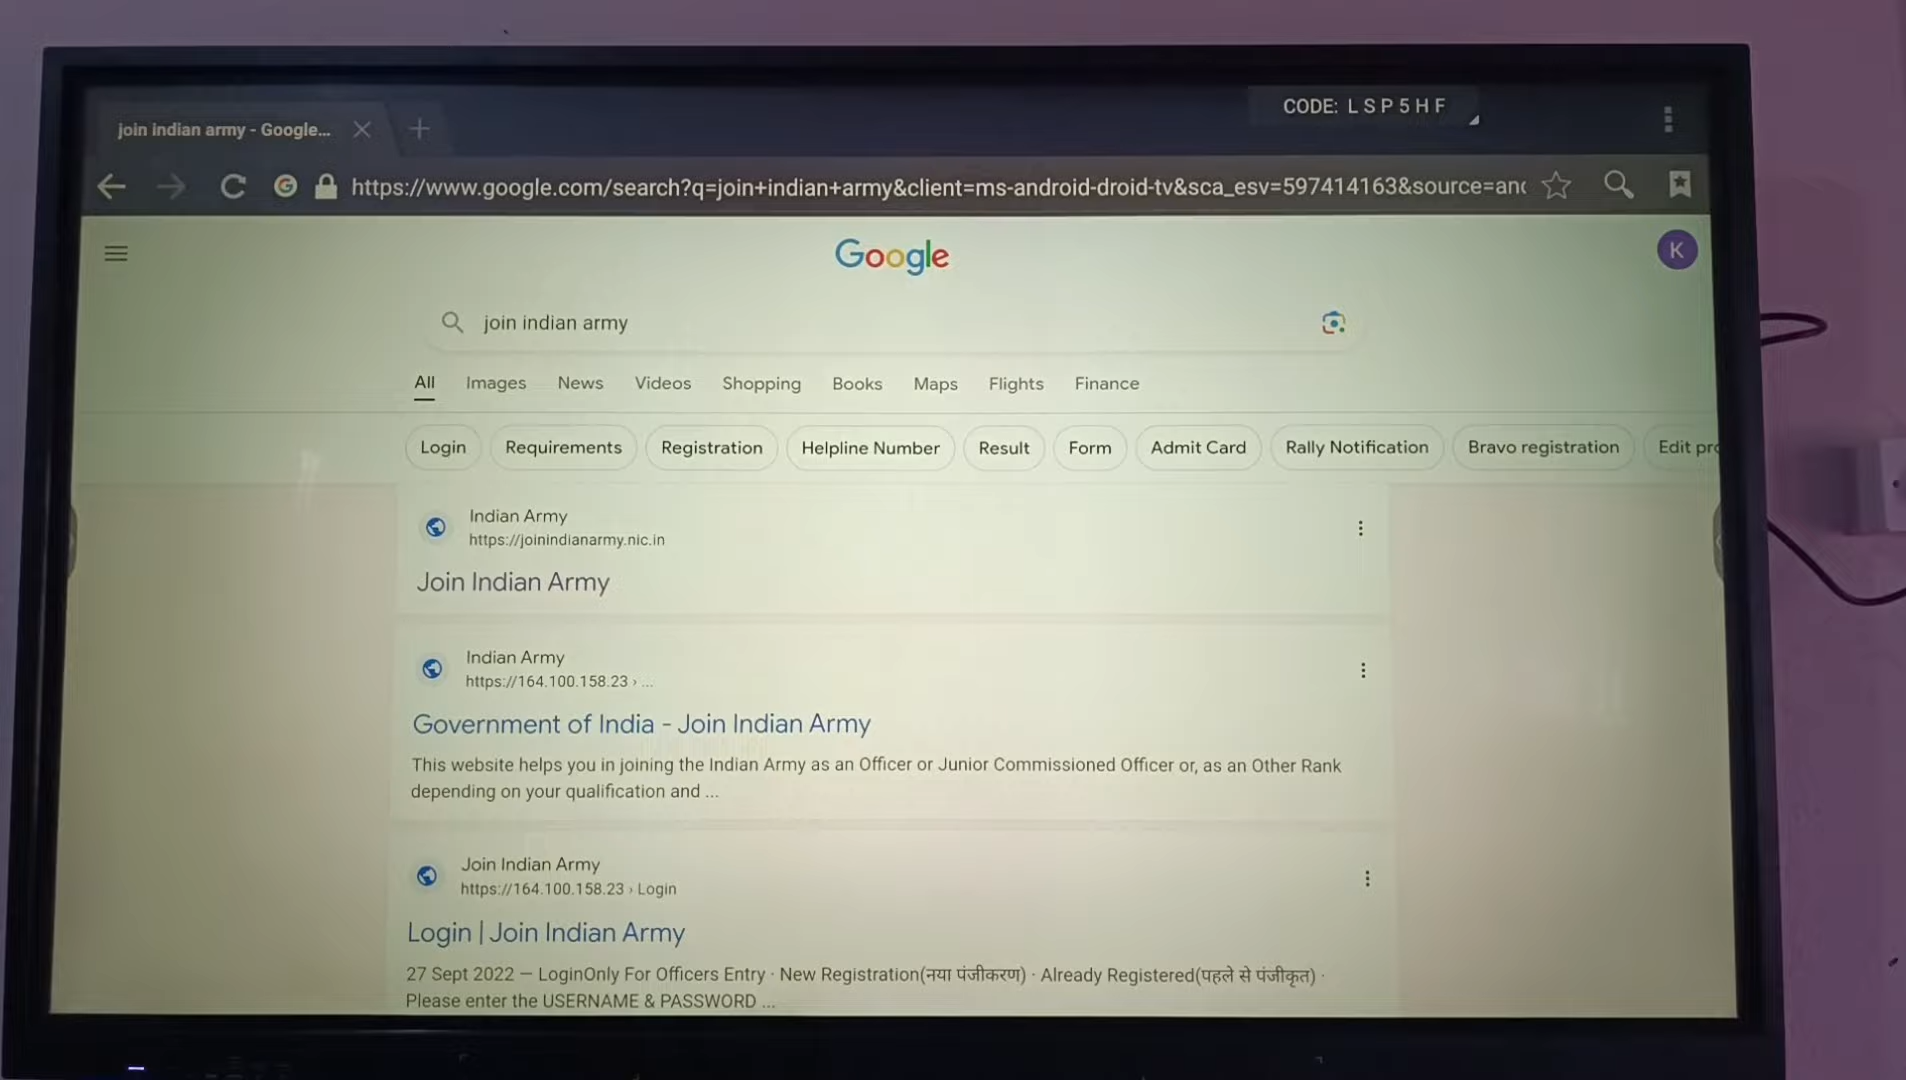 CODE: L S P 5 H F
join indian army - Google...
https://www.google.com/search?q=join+indian+army&client=ms-android-droid-tv&sca_esv=597414163&source=and
Google
K
join indian army
All Images News Videos Shopping Books Maps Flights Finance
Login Requirements Registration Helpline Number Result Form Admit Card Rally Notification Bravo registration Edit pro
Indian Army
https://joinindianarmy.nic.in
Join Indian Army
Indian Army
https://164.100.158.23 › ...
Government of India - Join Indian Army
This website helps you in joining the Indian Army as an Officer or Junior Commissioned Officer or, as an Other Rank
depending on your qualification and ...
Join Indian Army
https://164.100.158.23 › Login
Login | Join Indian Army
27 Sept 2022 — LoginOnly For Officers Entry · New Registration(नया पंजीकरण) · Already Registered(पहले से पंजीकृत) ·
Please enter the USERNAME & PASSWORD ...